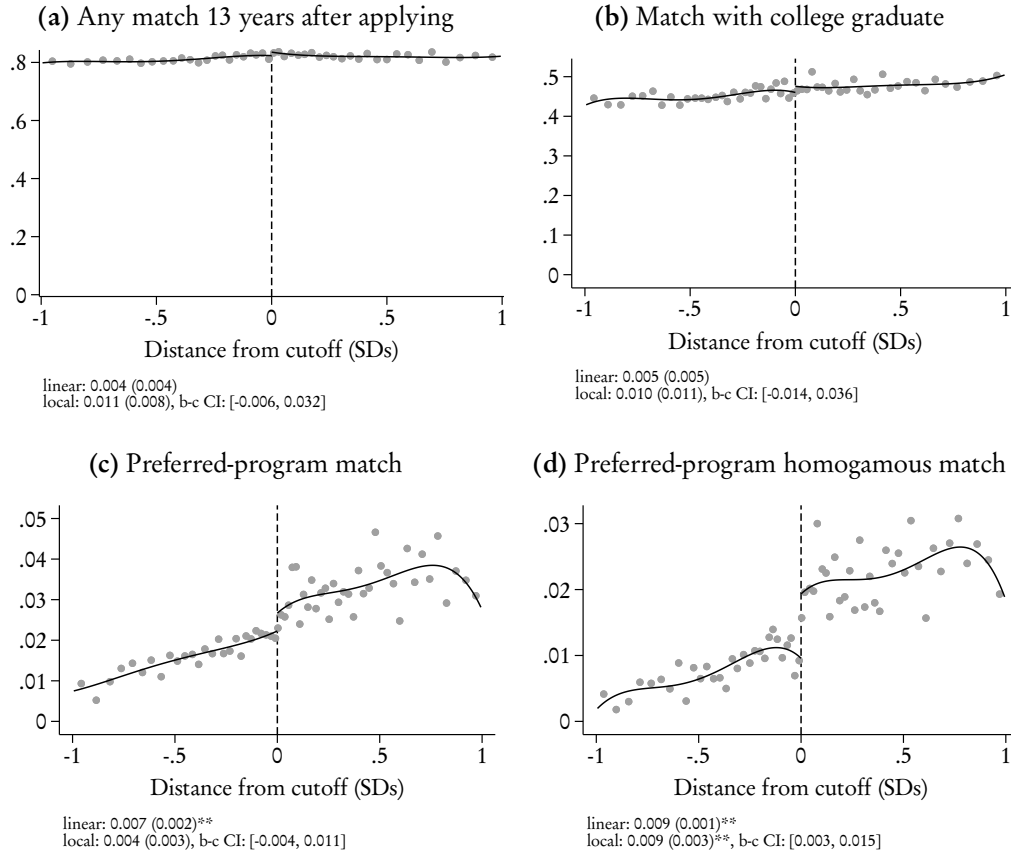 (a) Any match 13 years after applying
.8
.6
.4
.2
0
-1 -.5 0 .5 1
Distance from cutoff (SDs)
linear: 0.004 (0.004)
local: 0.011 (0.008), b-c CI: [-0.006, 0.032]
(b) Match with college graduate
.5
.4
.3
.2
.1
0
-1 -.5 0 .5 1
Distance from cutoff (SDs)
linear: 0.005 (0.005)
local: 0.010 (0.011), b-c CI: [-0.014, 0.036]
(c) Preferred-program match
.05
.04
.03
.02
.01
0
-1 -.5 0 .5 1
Distance from cutoff (SDs)
linear: 0.007 (0.002)**
local: 0.004 (0.003), b-c CI: [-0.004, 0.011]
(d) Preferred-program homogamous match
.03
.02
.01
0
-1 -.5 0 .5 1
Distance from cutoff (SDs)
linear: 0.009 (0.001)**
local: 0.009 (0.003)**, b-c CI: [0.003, 0.015]